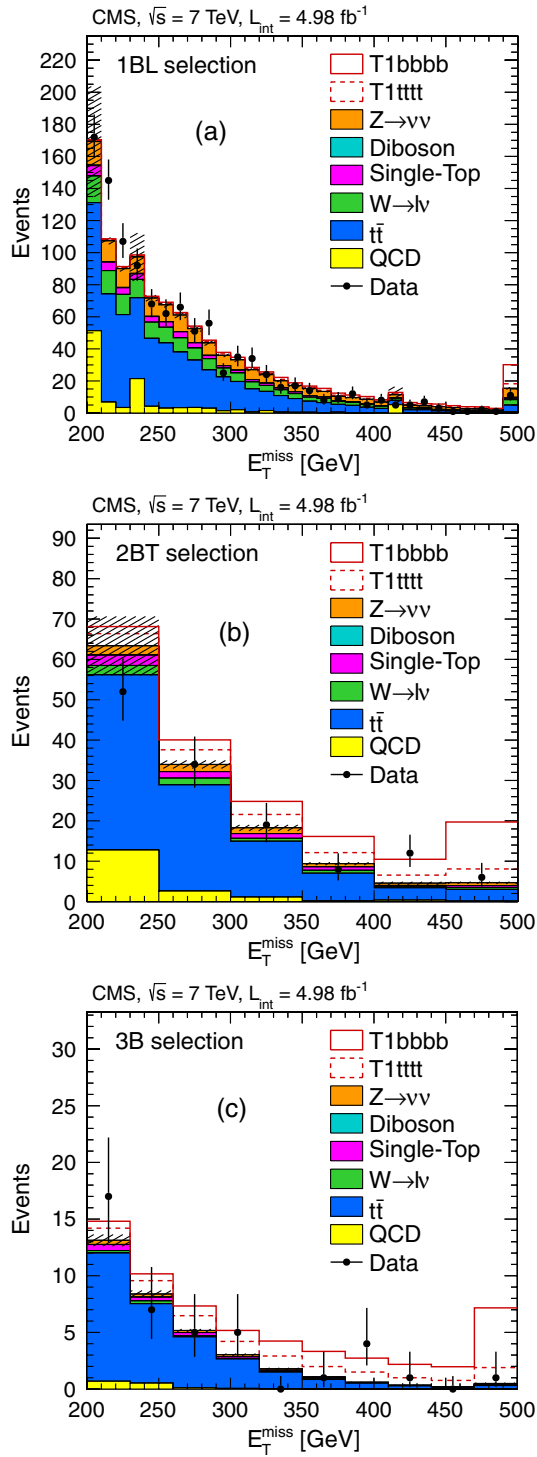 CMS, √s = 7 TeV, L_int = 4.98 fb⁻¹
1BL selection
(a)
T1bbbb
T1tttt
Z→νν
Diboson
Single-Top
W→lν
tt̄
QCD
Data
Events
220
200
180
160
140
120
100
80
60
40
20
0
200 250 300 350 400 450 500
E_T^miss [GeV]
CMS, √s = 7 TeV, L_int = 4.98 fb⁻¹
2BT selection
(b)
T1bbbb
T1tttt
Z→νν
Diboson
Single-Top
W→lν
tt̄
QCD
Data
Events
90
80
70
60
50
40
30
20
10
0
200 250 300 350 400 450 500
E_T^miss [GeV]
CMS, √s = 7 TeV, L_int = 4.98 fb⁻¹
3B selection
(c)
T1bbbb
T1tttt
Z→νν
Diboson
Single-Top
W→lν
tt̄
QCD
Data
Events
30
25
20
15
10
5
0
200 250 300 350 400 450 500
E_T^miss [GeV]